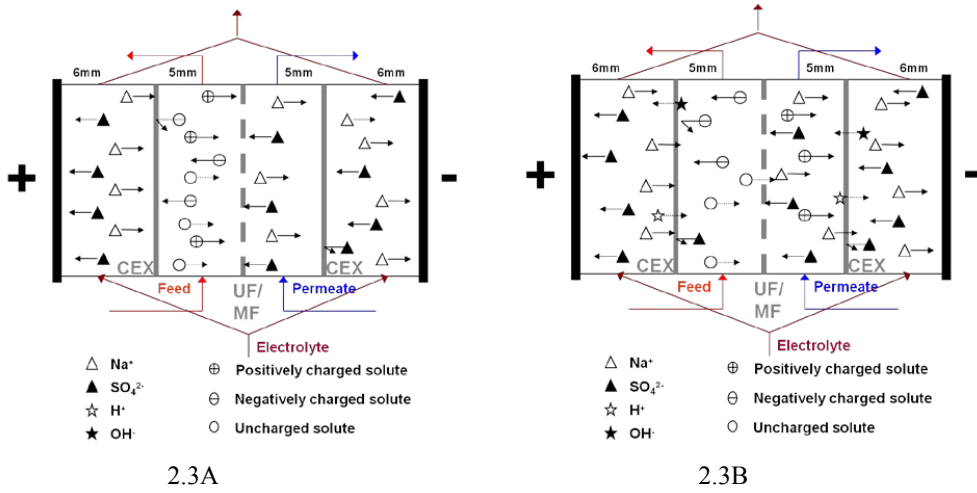 6mm 5mm 5mm 6mm
+ -
CEX CEX
Feed UF/ Permeate
MF
Electrolyte
Na⁺ Positively charged solute
SO₄²⁻ Negatively charged solute
H⁺ Uncharged solute
OH⁻
2.3A
6mm 5mm 5mm 6mm
+ -
CEX CEX
Feed UF/ Permeate
MF
Electrolyte
Na⁺ Positively charged solute
SO₄²⁻ Negatively charged solute
H⁺ Uncharged solute
OH⁻
2.3B